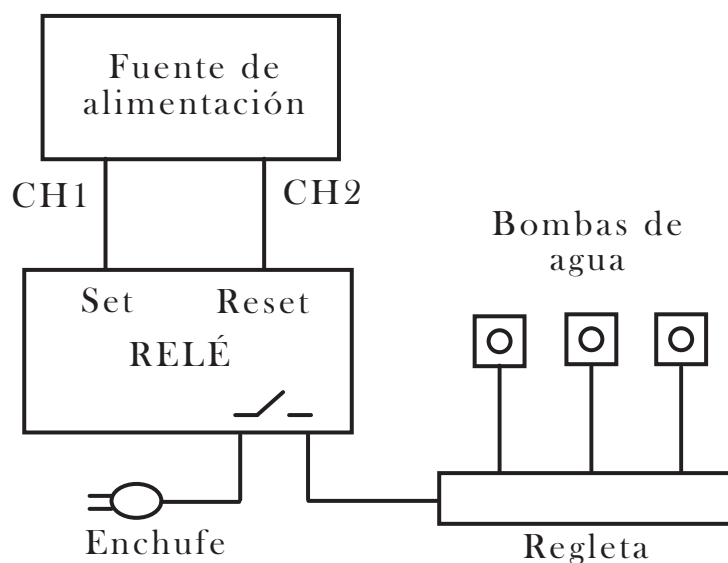 Fuente de
alimentación
CH1
CH2
Set
Reset
RELÉ
Bombas de
agua
Enchufe
Regleta